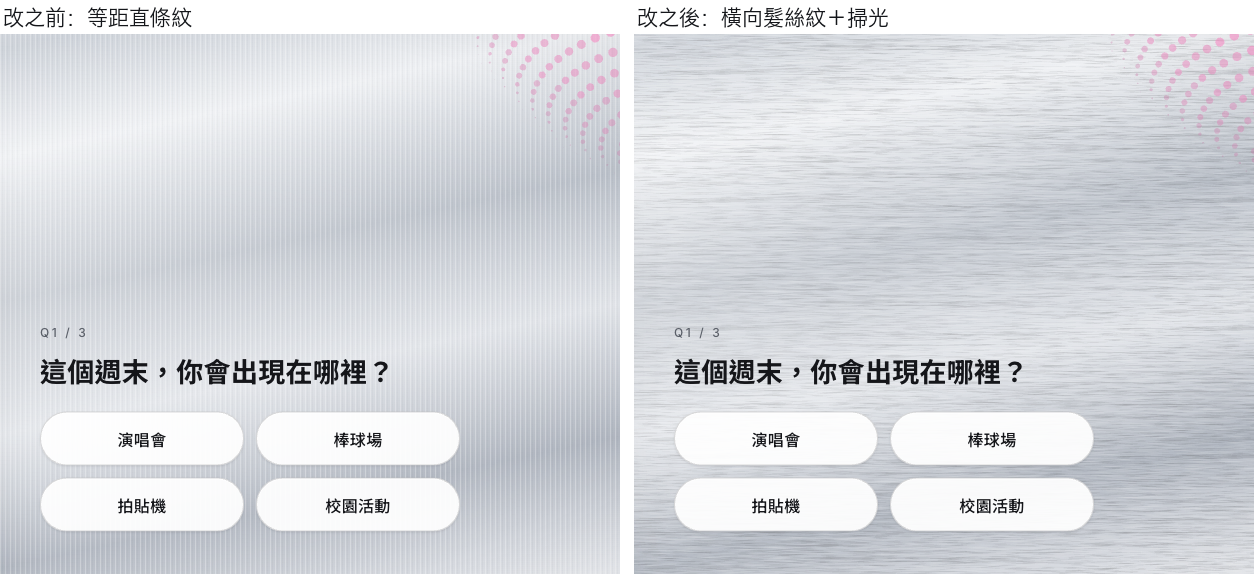 改之前：等距直條紋
Q1 / 3
這個週末，你會出現在哪裡？
演唱會
棒球場
拍貼機
校園活動
改之後：橫向髮絲紋＋掃光
Q1 / 3
這個週末，你會出現在哪裡？
演唱會
棒球場
拍貼機
校園活動